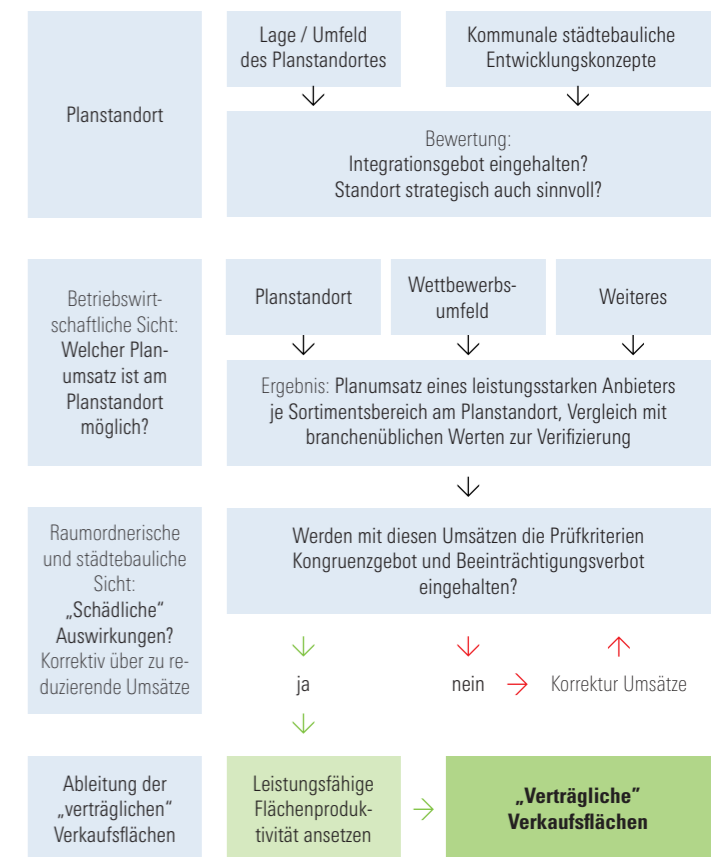 Planstandort
Lage / Umfeld
des Planstandortes
Kommunale städtebauliche
Entwicklungskonzepte
Bewertung:
Integrationsgebot eingehalten?
Standort strategisch auch sinnvoll?
Betriebswirt-
schaftliche Sicht:
Welcher Plan-
umsatz ist am
Planstandort
möglich?
Planstandort
Wettbewerbs-
umfeld
Weiteres
Ergebnis: Planumsatz eines leistungsstarken Anbieters
je Sortimentsbereich am Planstandort, Vergleich mit
branchenüblichen Werten zur Verifizierung
Raumordnerische
und städtebauliche
Sicht:
„Schädliche“
Auswirkungen?
Korrektiv über zu re-
duzierende Umsätze
Werden mit diesen Umsätzen die Prüfkriterien
Kongruenzgebot und Beeinträchtigungsverbot
eingehalten?
ja
nein
Korrektur Umsätze
Ableitung der
„verträglichen“
Verkaufsflächen
Leistungsfähige
Flächenproduk-
tivität ansetzen
„Verträgliche”
Verkaufsflächen